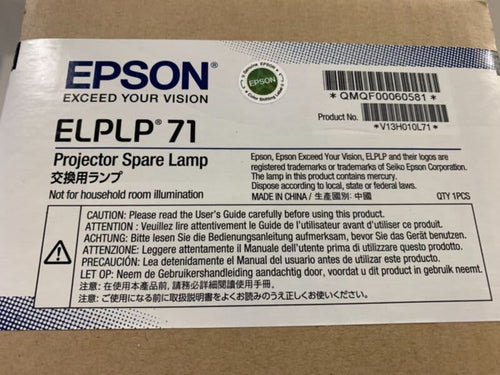 EPSON®
EXCEED YOUR VISION
EPSON
*QMQF00060581*
Product No.
*V13H010L71*
ELPLP® 71
Projector Spare Lamp
交換用ランプ
Not for household room illumination
Epson, Epson Exceed Your Vision, ELPLP and their logos are
registered trademarks or trademarks of Seiko Epson Corporation.
The lamp in this product contains mercury.
Dispose according to local, state or federal laws.
MADE IN CHINA / 生產國別: 中國
QTY 1PCS
CAUTION: Please read the User's Guide carefully before using this product.
ATTENTION : Veuillez lire attentivement le Guide de l'utilisateur avant d'utiliser ce produit.
ACHTUNG: Bitte lesen Sie die Bedienungsanleitung aufmerksam, bevor Sie das Gerät benutzen.
ATTENZIONE: Leggere attentamente il Manuale dell'utente prima di utilizzare questo prodotto.
PRECAUCIÓN: Lea detenidamente el Manual del usuario antes de utilizar este producto.
LET OP: Neem de Gebruikershandleiding aandachtig door, voordat u dit product in gebruik neemt.
注意: 在使用本產品前, 請務必詳細閱讀使用手冊.
注意: ご使用になる前に取扱説明書をよくお読みのうえ正しくお使いください.